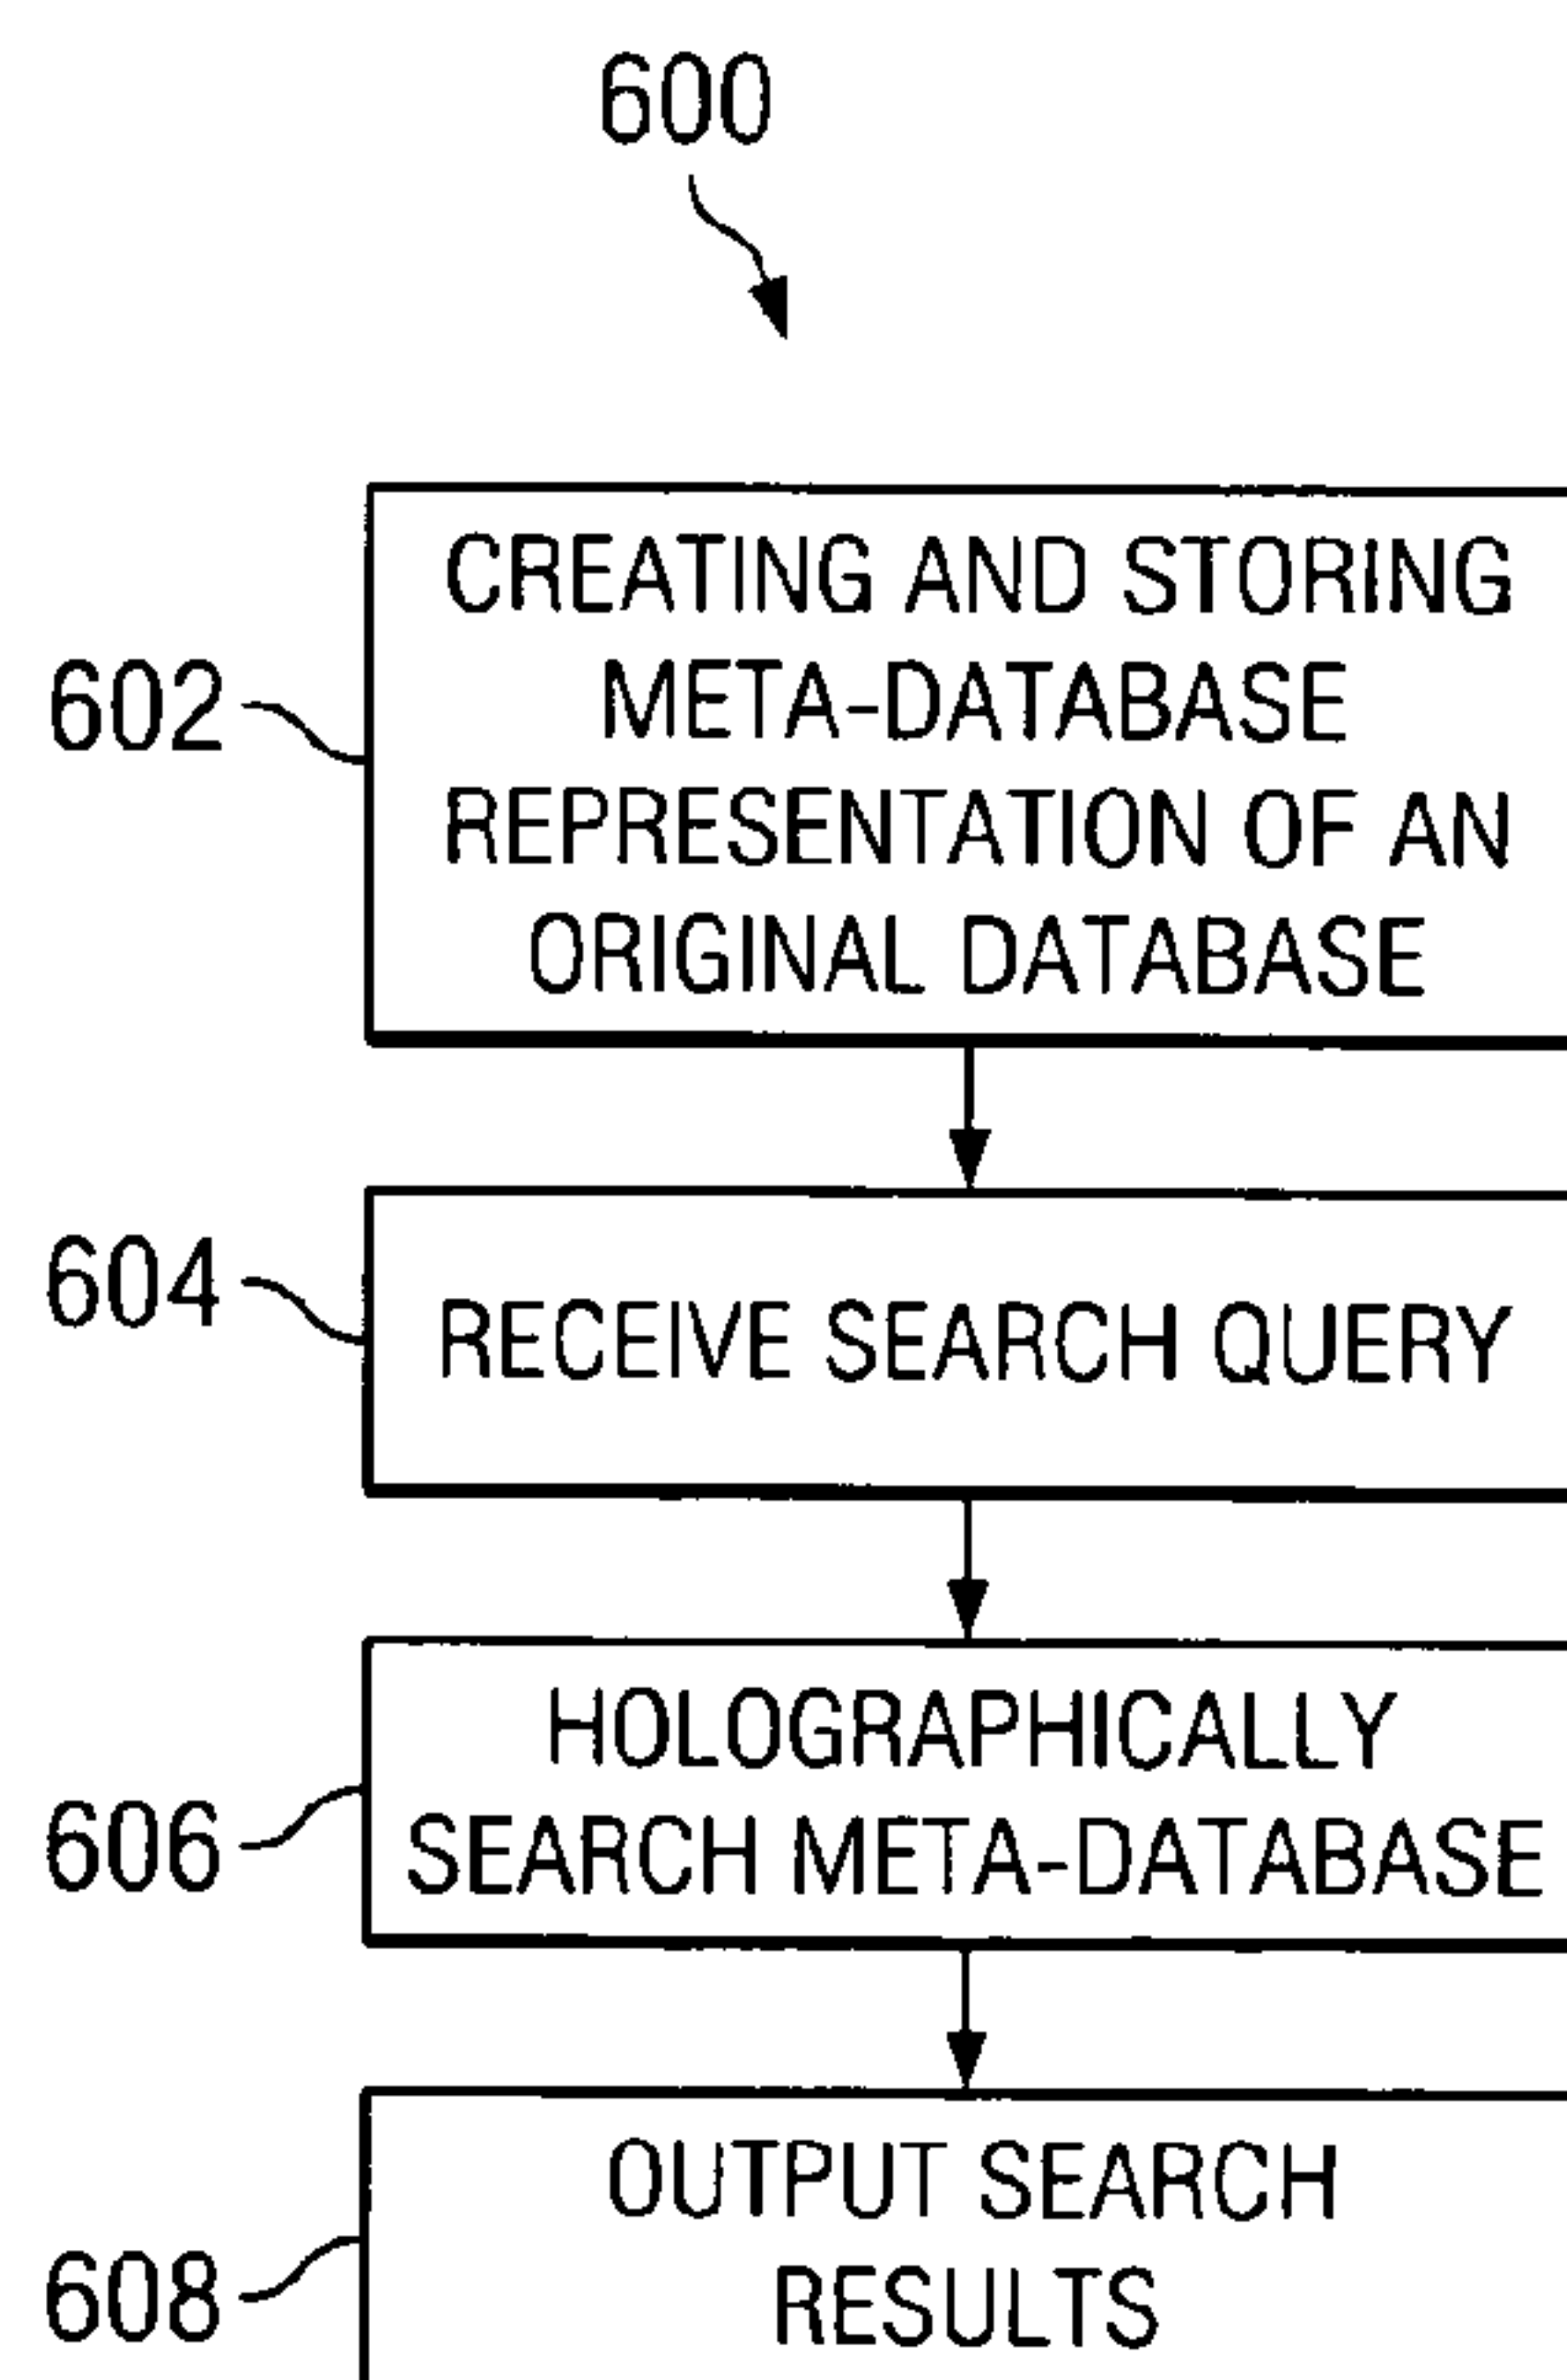 600
602
CREATING AND STORING
META-DATABASE
REPRESENTATION OF AN
ORIGINAL DATABASE
604
RECEIVE SEARCH QUERY
606
HOLOGRAPHICALLY
SEARCH META-DATABASE
608
OUTPUT SEARCH
RESULTS